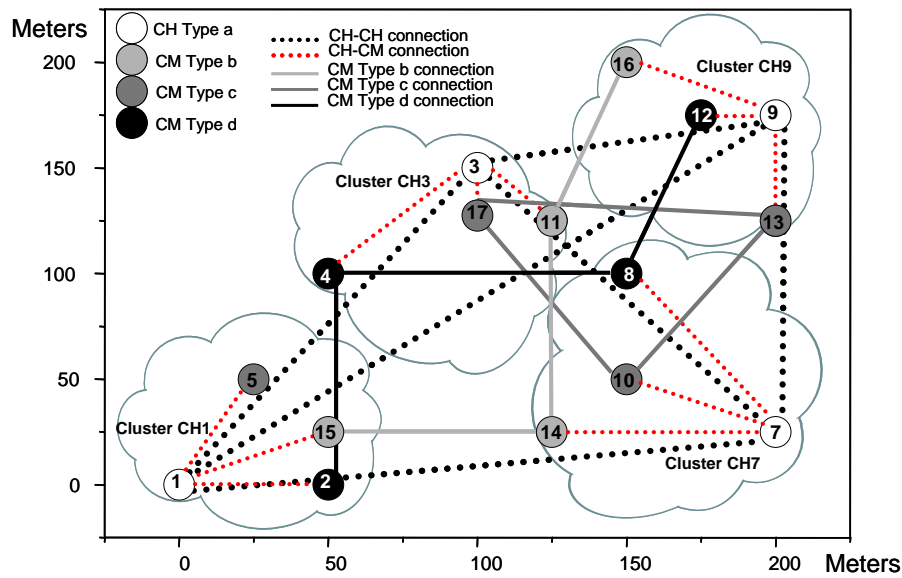 Meters
CH Type a
CM Type b
CM Type c
CM Type d
CH-CH connection
CH-CM connection
CM Type b connection
CM Type c connection
CM Type d connection
200
150
100
50
0
16
Cluster CH9
12
9
3
Cluster CH3
17
11
13
4
8
5
10
Cluster CH1
15
14
7
Cluster CH7
1
2
0
50
100
150
200
Meters